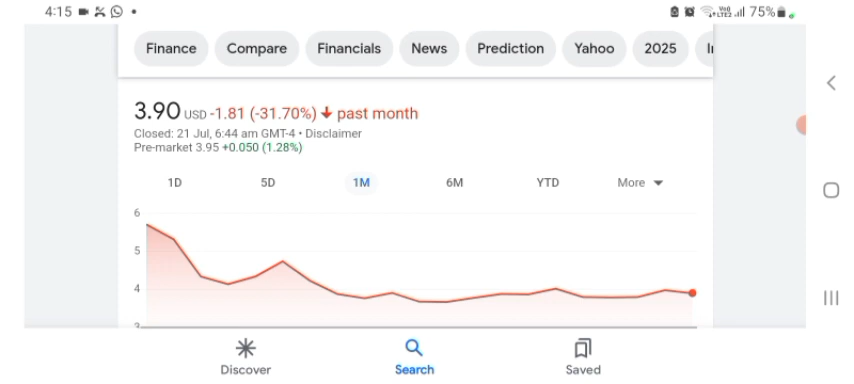 4:15 75%
Finance Compare Financials News Prediction Yahoo 2025
3.90 USD -1.81 (-31.70%) past month
Closed: 21 Jul, 6:44 am GMT-4 • Disclaimer
Pre-market 3.95 +0.050 (1.28%)
1D 5D 1M 6M YTD More
6
5
4
3
Discover Search Saved